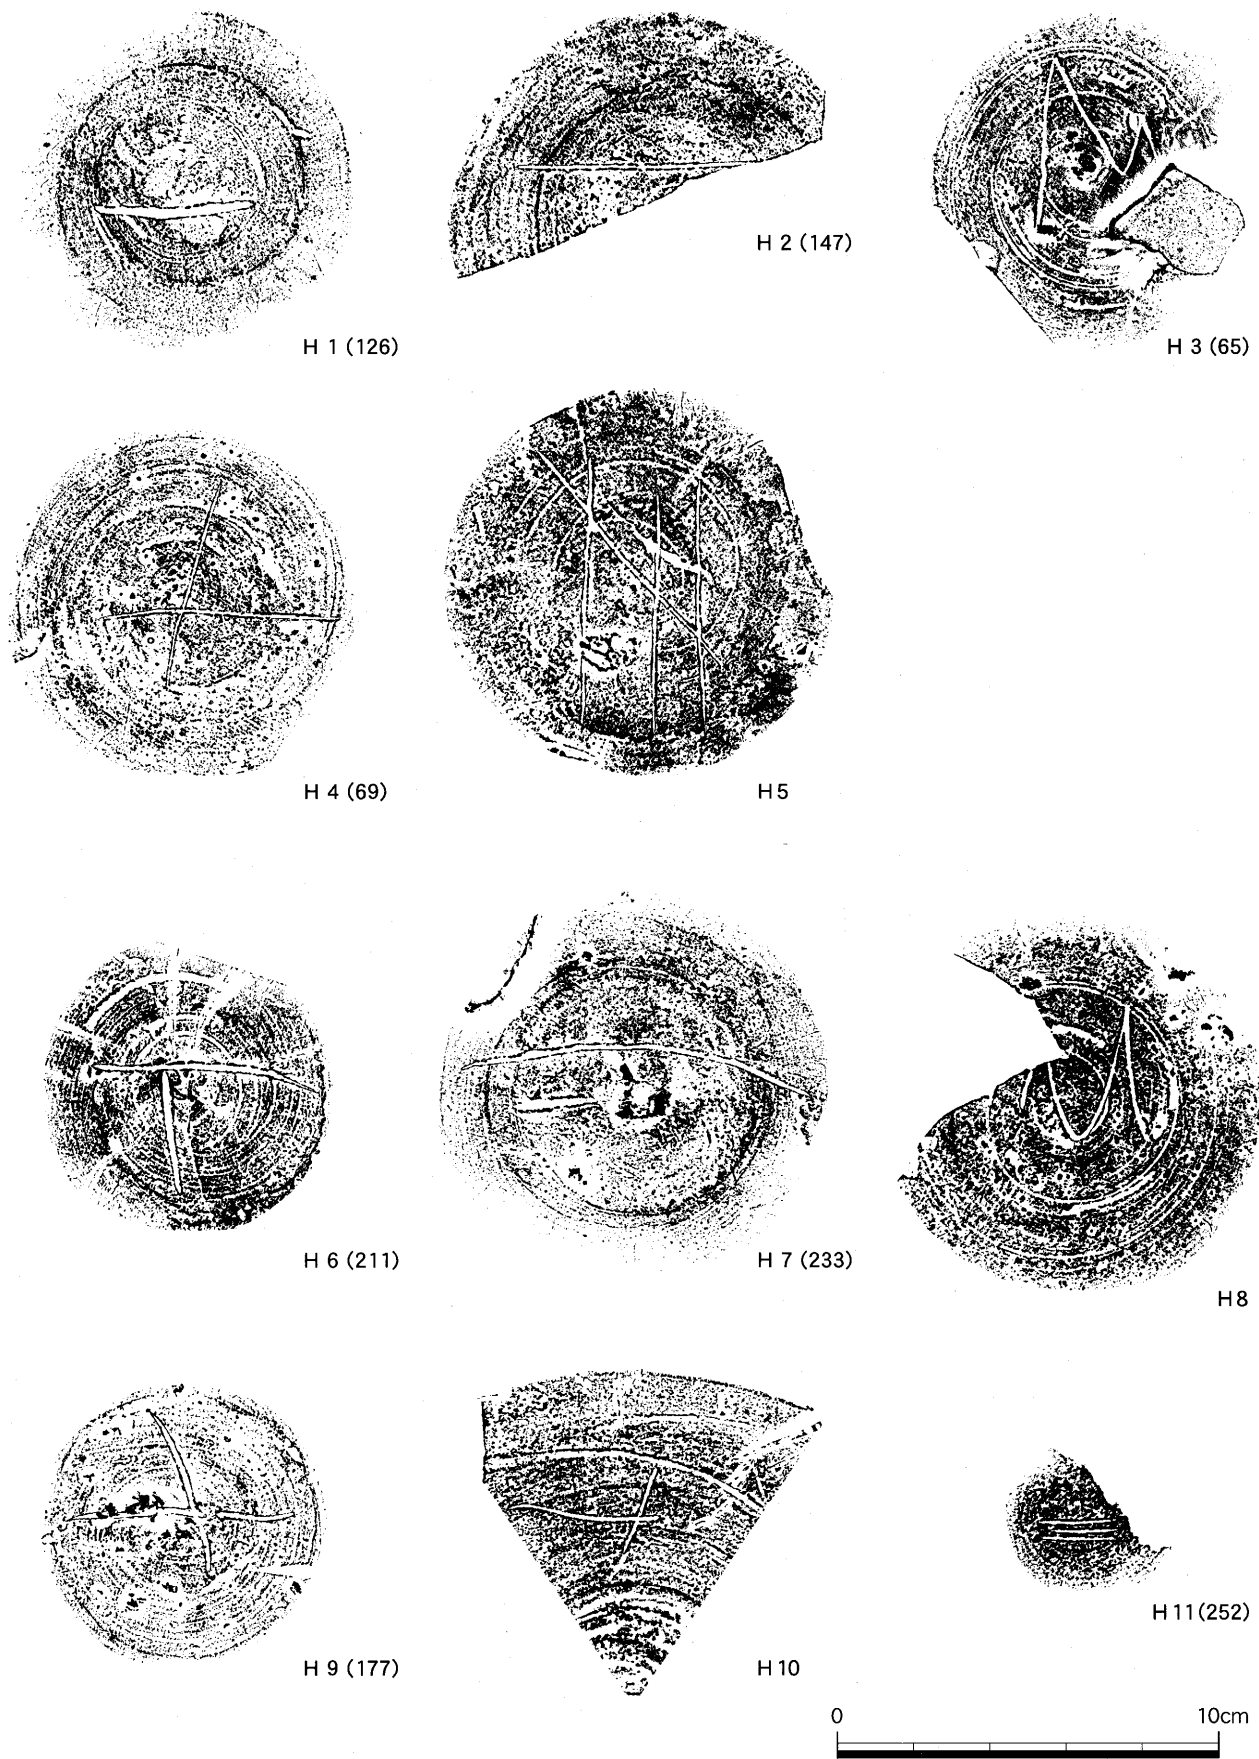 H 1 (126)
H 2 (147)
H 3 (65)
H 4 (69)
H 5
H 6 (211)
H 7 (233)
H 8
H 9 (177)
H 10
H 11 (252)
0 10cm